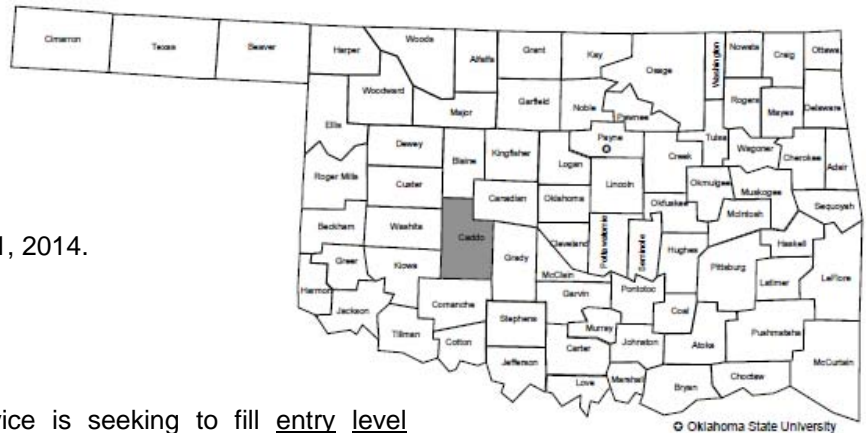 Cimarron
Texas
Beaver
Harper
Woods
Alfalfa
Grant
Kay
Osage
Washington
Nowata
Craig
Ottawa
Woodward
Major
Garfield
Noble
Pawnee
Rogers
Mayes
Delaware
Ellis
Dewey
Blaine
Kingfisher
Logan
Payne
Creek
Tulsa
Wagoner
Cherokee
Adair
Roger Mills
Custer
Canadian
Oklahoma
Lincoln
Okfuskee
Okmulgee
Muskogee
McIntosh
Sequoyah
Beckham
Washita
Caddo
Grady
Cleveland
Pottawatomie
Seminole
Hughes
Haskell
Greer
Kiowa
McClain
Pittsburg
Latimer
LeFlore
Harmon
Jackson
Comanche
Garvin
Pontotoc
Coal
Tillman
Cotton
Stephens
Murray
Johnston
Atoka
Pushmataha
McCurtain
Jefferson
Carter
Love
Marshall
Bryan
Choctaw
, 2014.
vice is seeking to fill entry level
Oklahoma State University